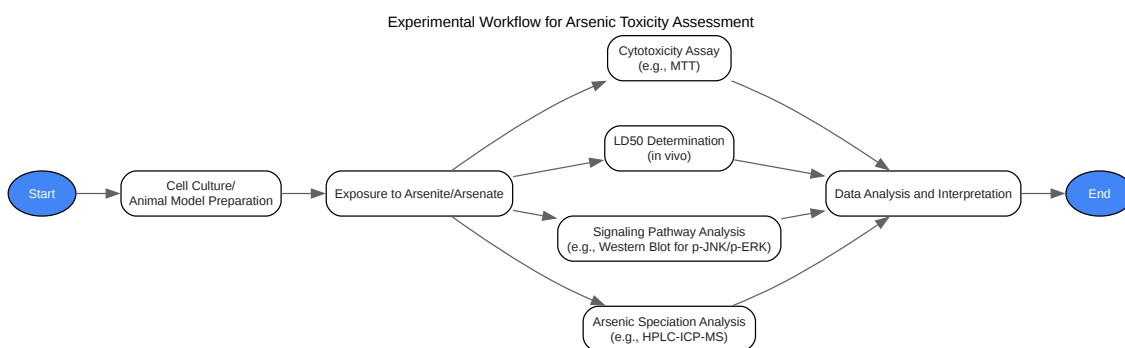 Experimental Workflow for Arsenic Toxicity Assessment
Start
Cell Culture/
Animal Model Preparation
Exposure to Arsenite/Arsenate
Cytotoxicity Assay
(e.g., MTT)
LD50 Determination
(in vivo)
Signaling Pathway Analysis
(e.g., Western Blot for p-JNK/p-ERK)
Arsenic Speciation Analysis
(e.g., HPLC-ICP-MS)
Data Analysis and Interpretation
End